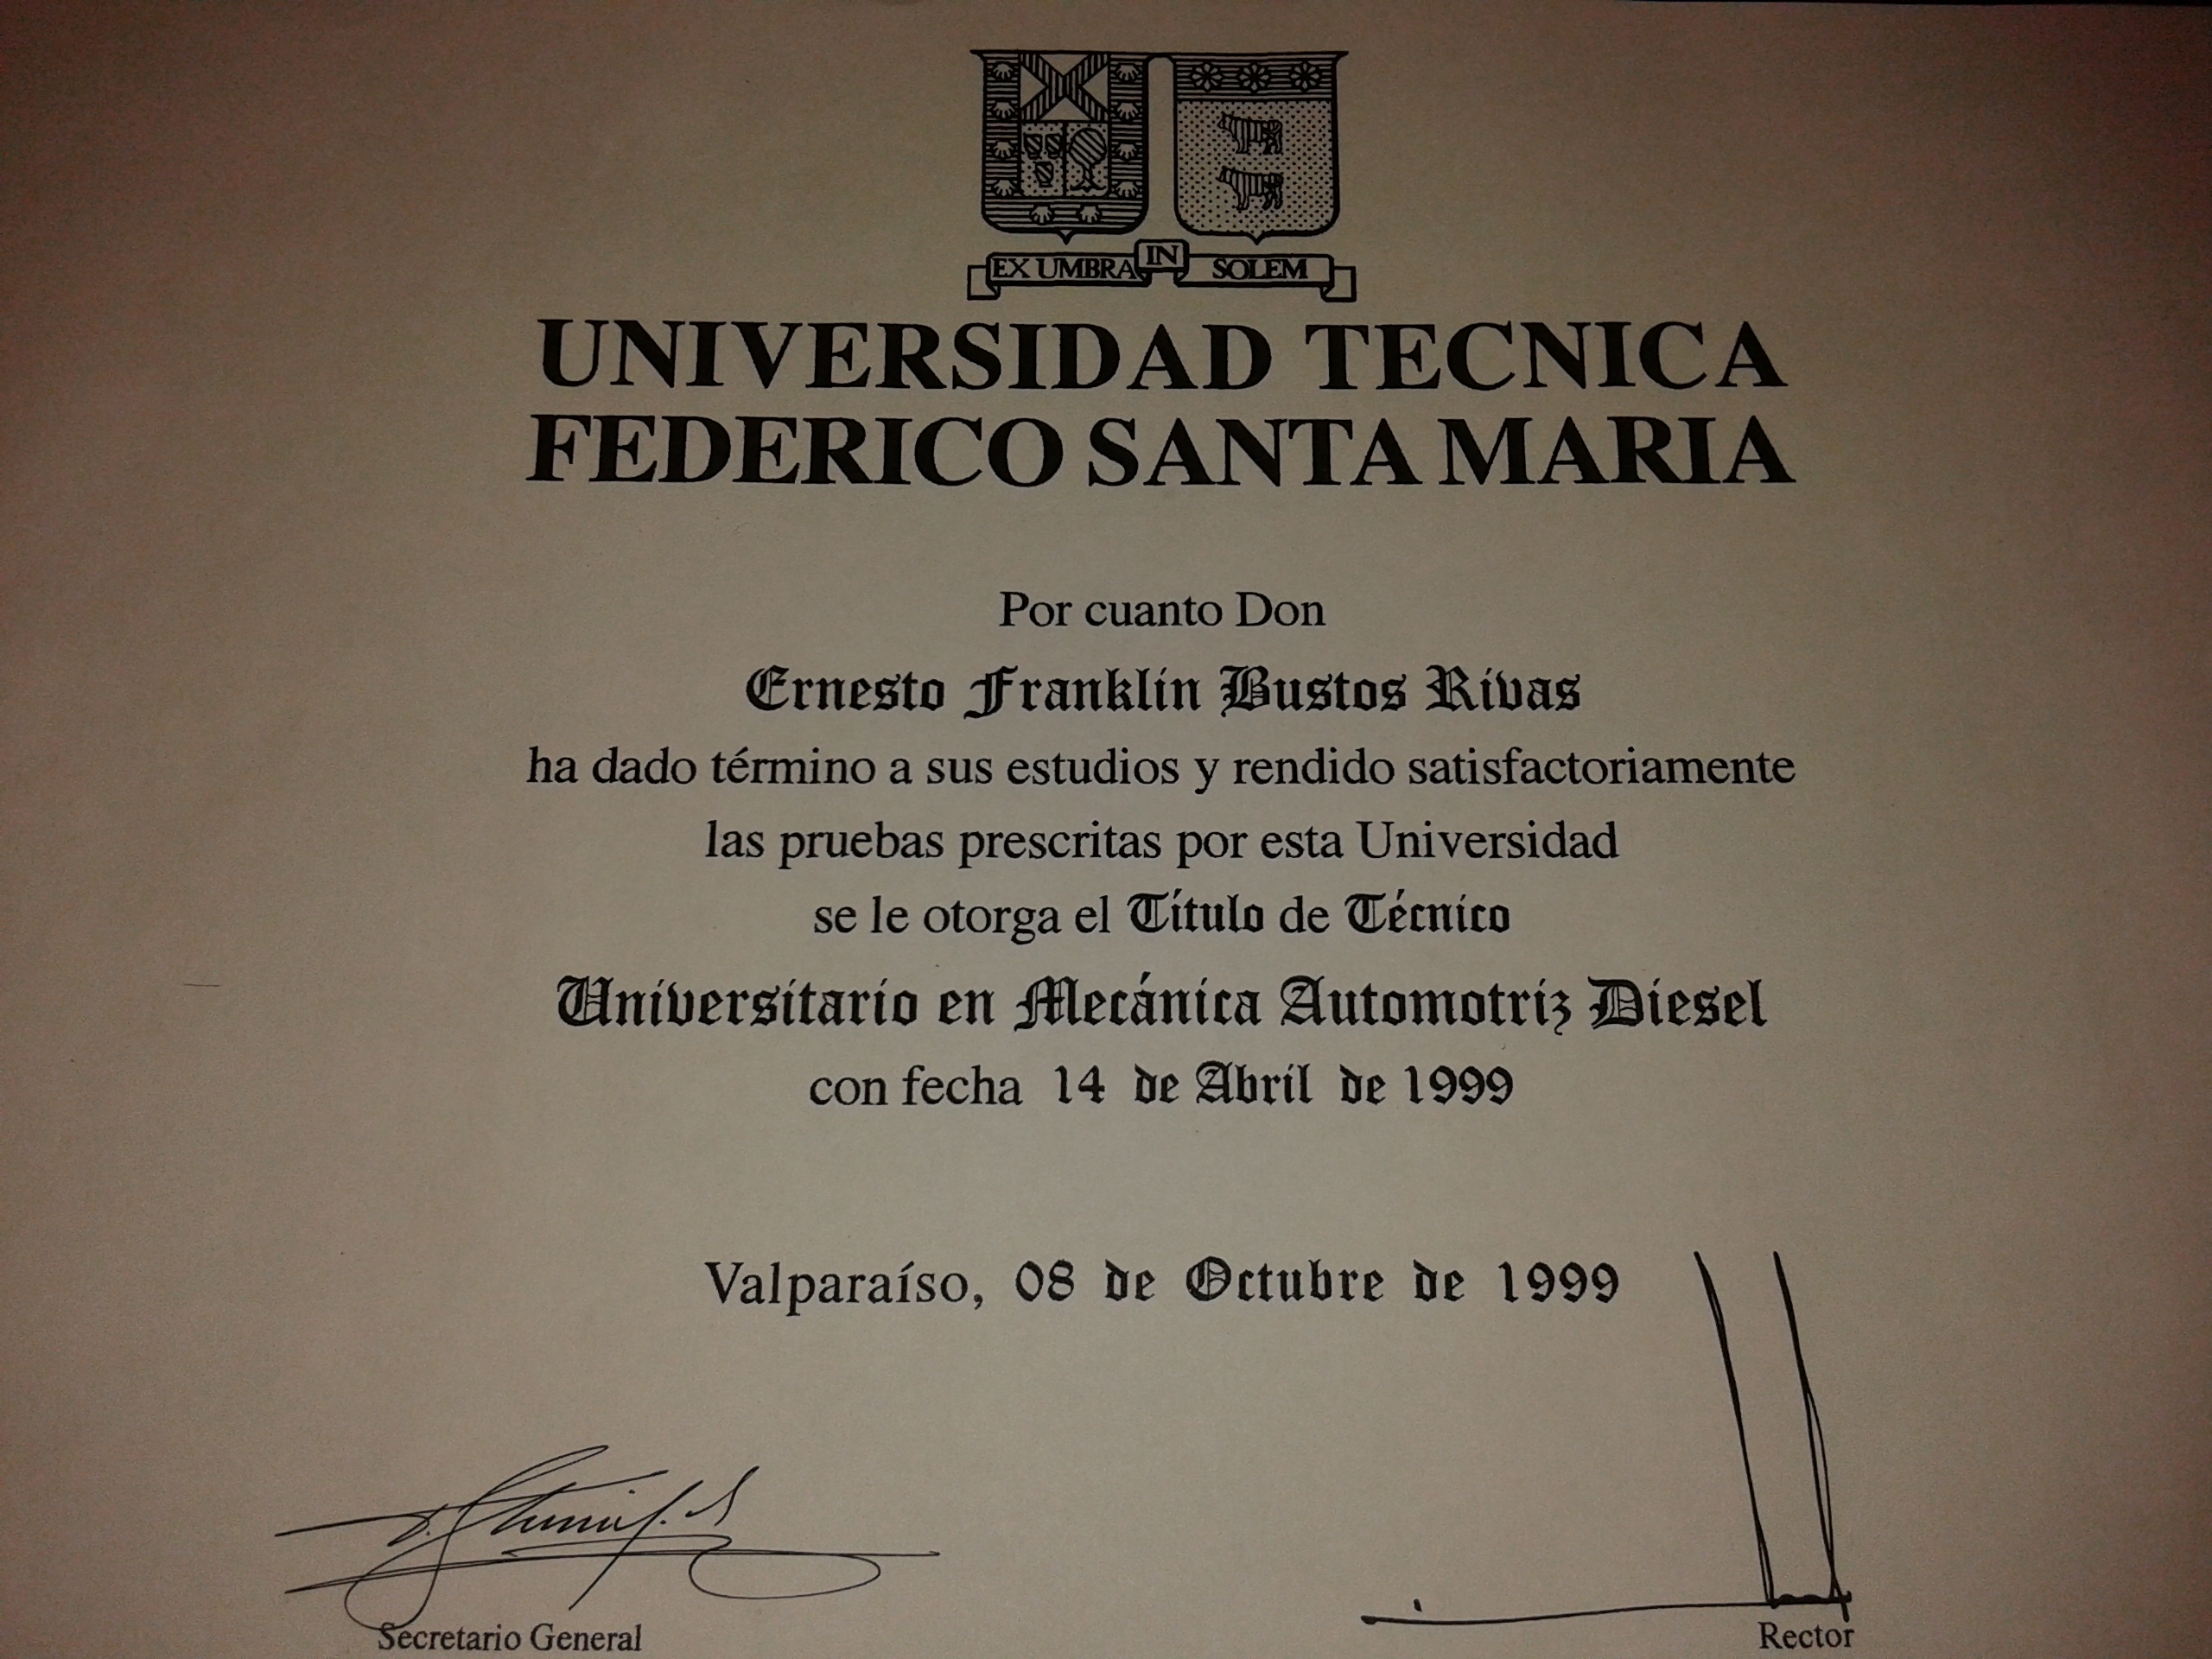 EX UMBRA IN SOLEM
UNIVERSIDAD TECNICA
FEDERICO SANTA MARIA
Por cuanto Don
Ernesto Franklin Bustos Rivas
ha dado término a sus estudios y rendido satisfactoriamente
las pruebas prescritas por esta Universidad
se le otorga el Título de Técnico
Universitario en Mecánica Automotriz Diesel
con fecha 14 de Abril de 1999
Valparaíso, 08 de Octubre de 1999
Secretario General
Rector